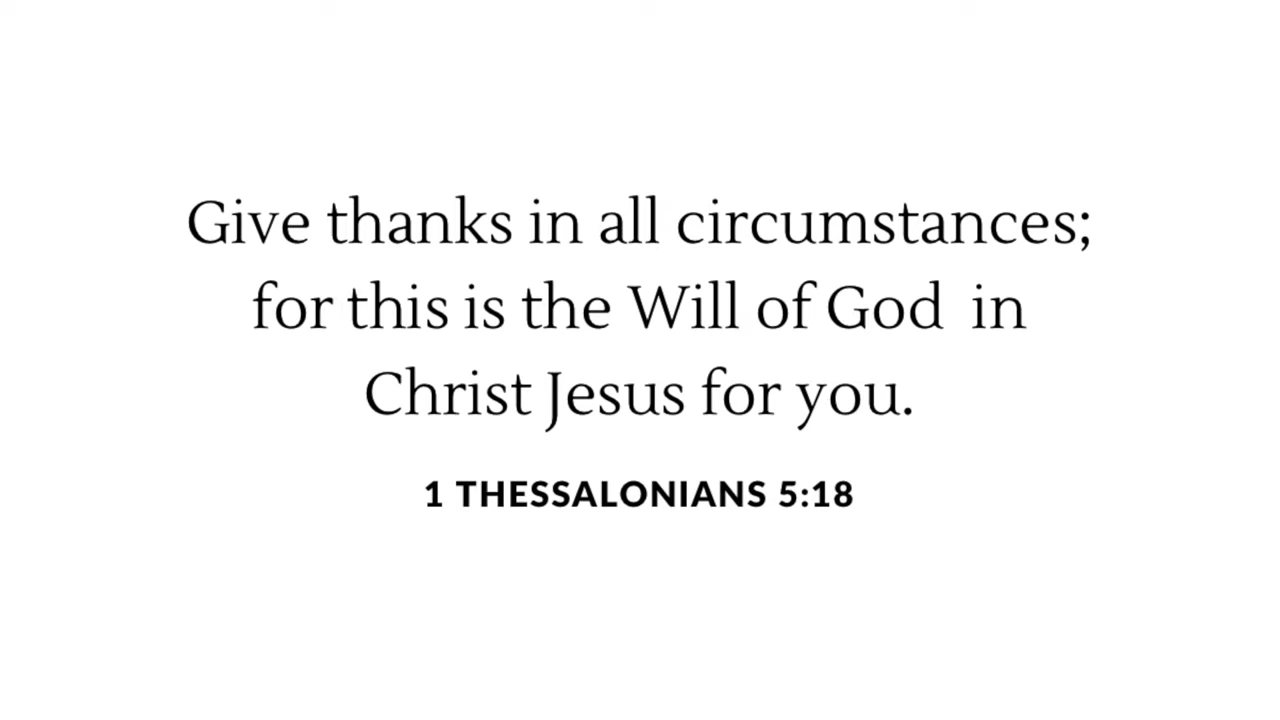 Give thanks in all circumstances;
for this is the Will of God  in
Christ Jesus for you.
1 THESSALONIANS 5:18